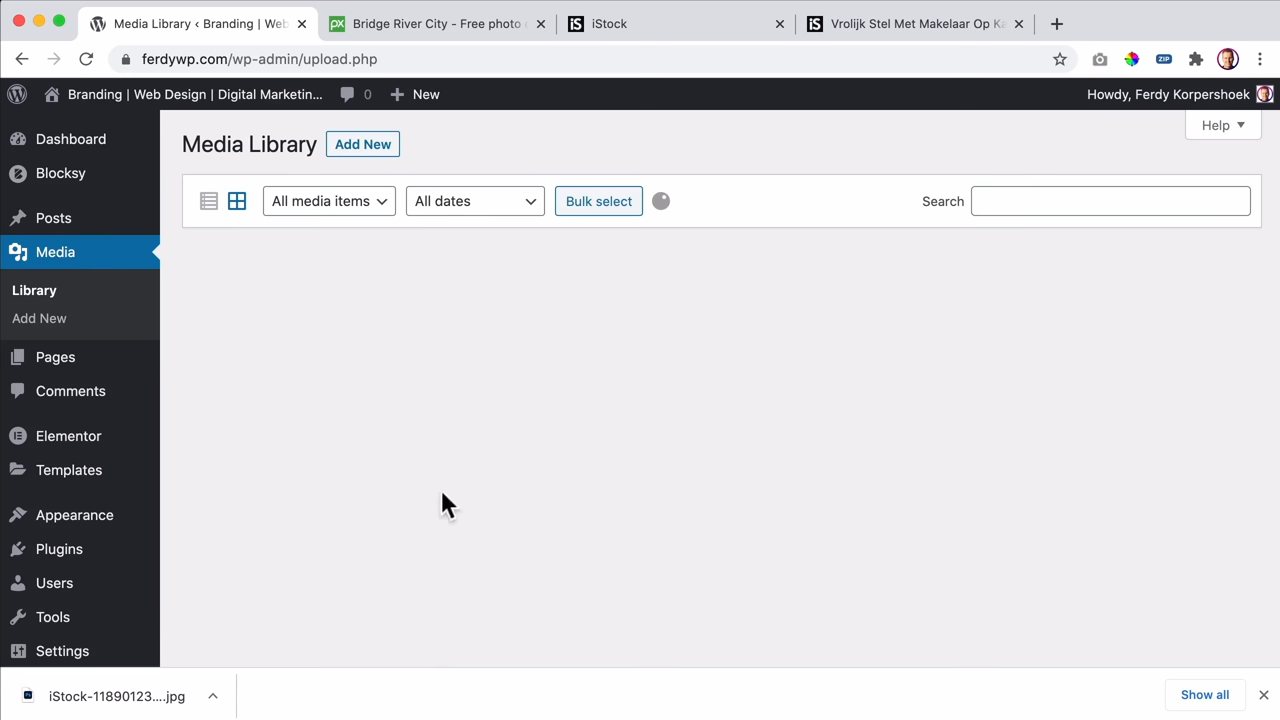 Media Library ‹ Branding | Web
Bridge River City - Free photo
iStock
Vrolijk Stel Met Makelaar Op Ka
ferdywp.com/wp-admin/upload.php
ZIP
Branding | Web Design | Digital Marketin...
0
New
Howdy, Ferdy Korpershoek
Dashboard
Blocksy
Posts
Media
Library
Add New
Pages
Comments
Elementor
Templates
Appearance
Plugins
Users
Tools
Settings
Media Library
Add New
Help
All media items
All dates
Bulk select
Search
iStock-11890123....jpg
Show all